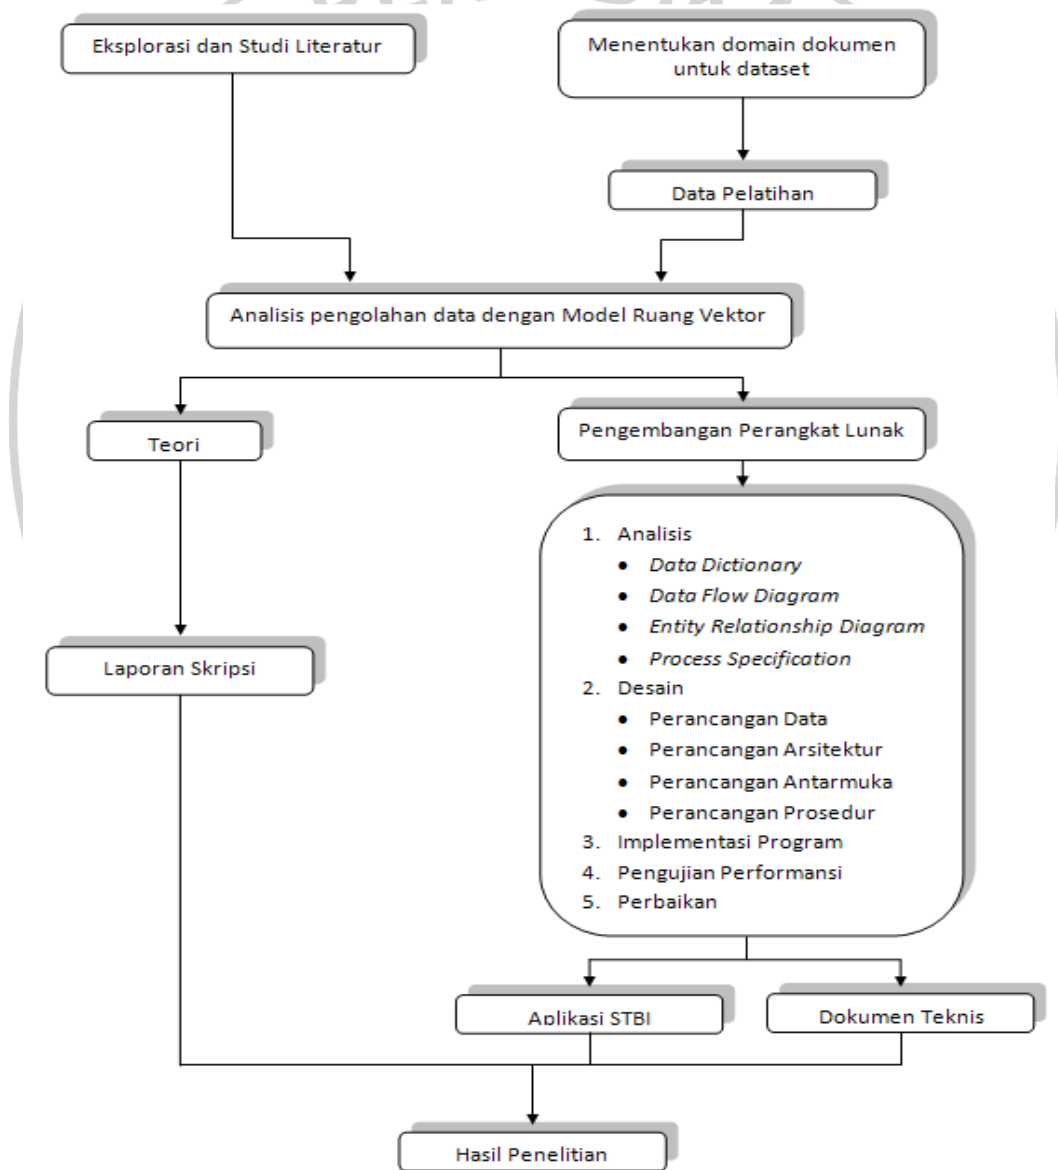 Eksplorasi dan Studi Literatur
Menentukan domain dokumen
untuk dataset
Data Pelatihan
Analisis pengolahan data dengan Model Ruang Vektor
Teori
Pengembangan Perangkat Lunak
1. Analisis
• Data Dictionary
• Data Flow Diagram
• Entity Relationship Diagram
• Process Specification
Laporan Skripsi
2. Desain
• Perancangan Data
• Perancangan Arsitektur
• Perancangan Antarmuka
• Perancangan Prosedur
3. Implementasi Program
4. Pengujian Performansi
5. Perbaikan
Aplikasi STBI
Dokumen Teknis
Hasil Penelitian